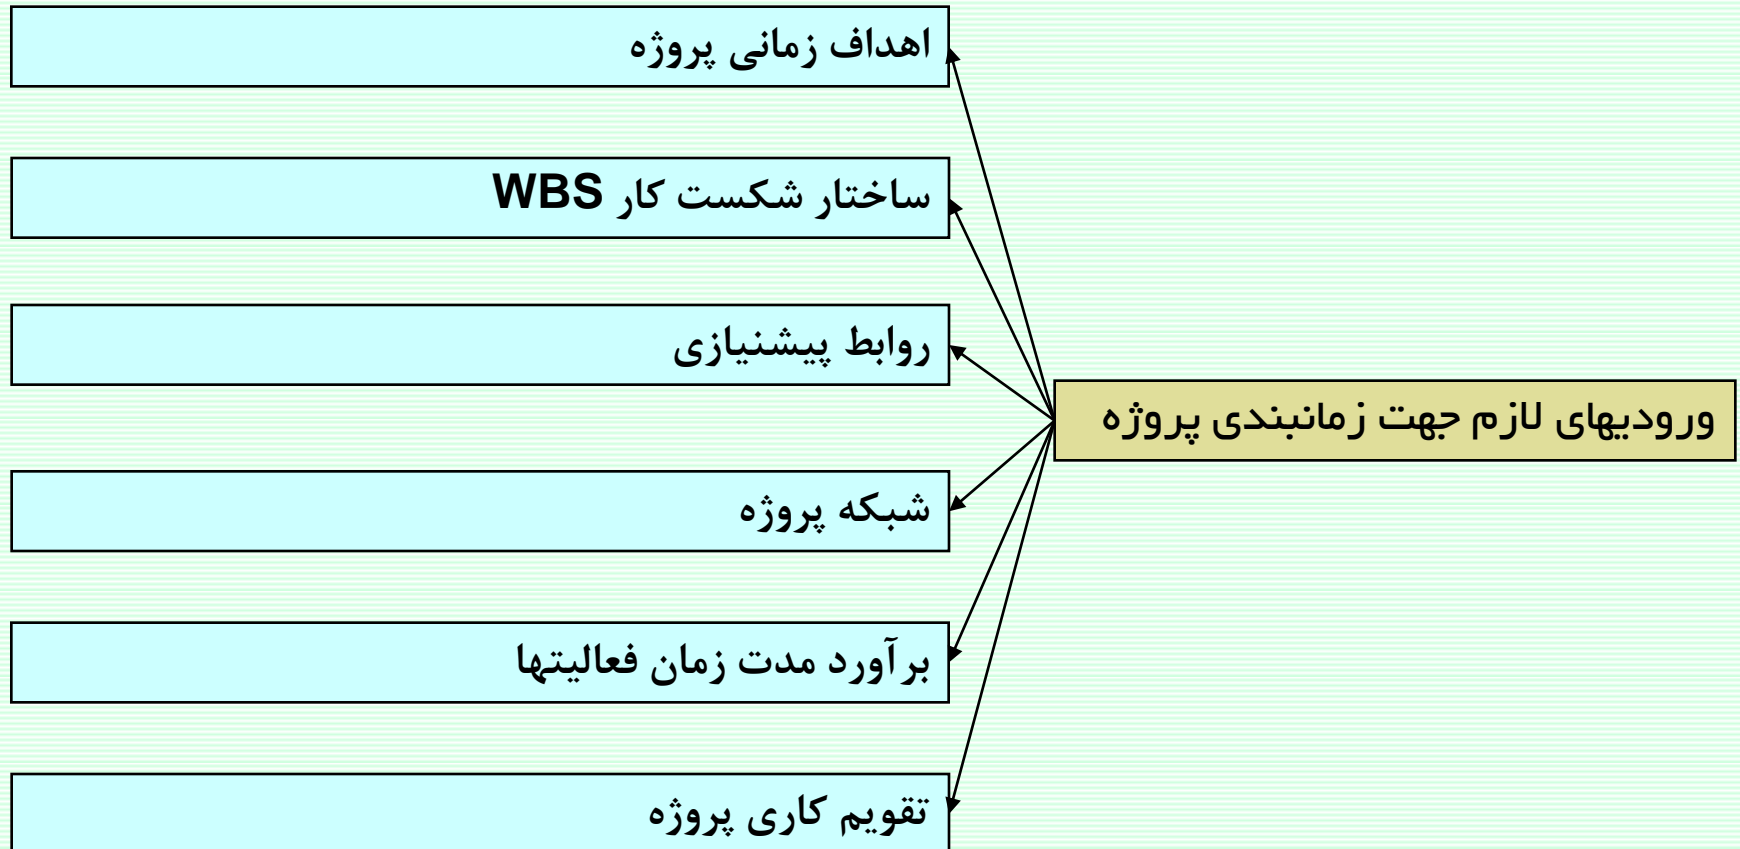 ورودیهای لازم جهت زمانبندی پروژه
اهداف زمانی پروژه
ساختار شکست کار WBS
روابط پیشنیازی
شبکه پروژه
برآورد مدت زمان فعالیتها
تقویم کاری پروژه